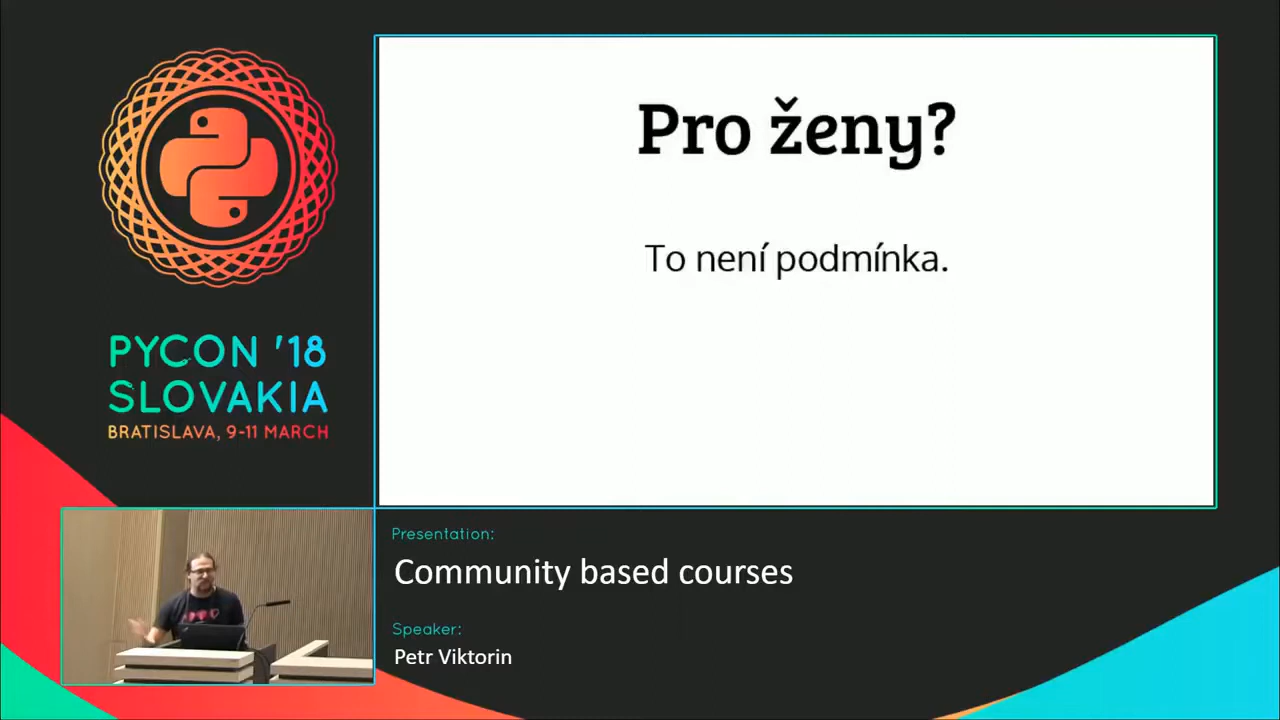 Pro ženy?
To není podmínka.
PYCON '18
SLOVAKIA
BRATISLAVA, 9-11 MARCH
Presentation:
Community based courses
Speaker:
Petr Viktorin